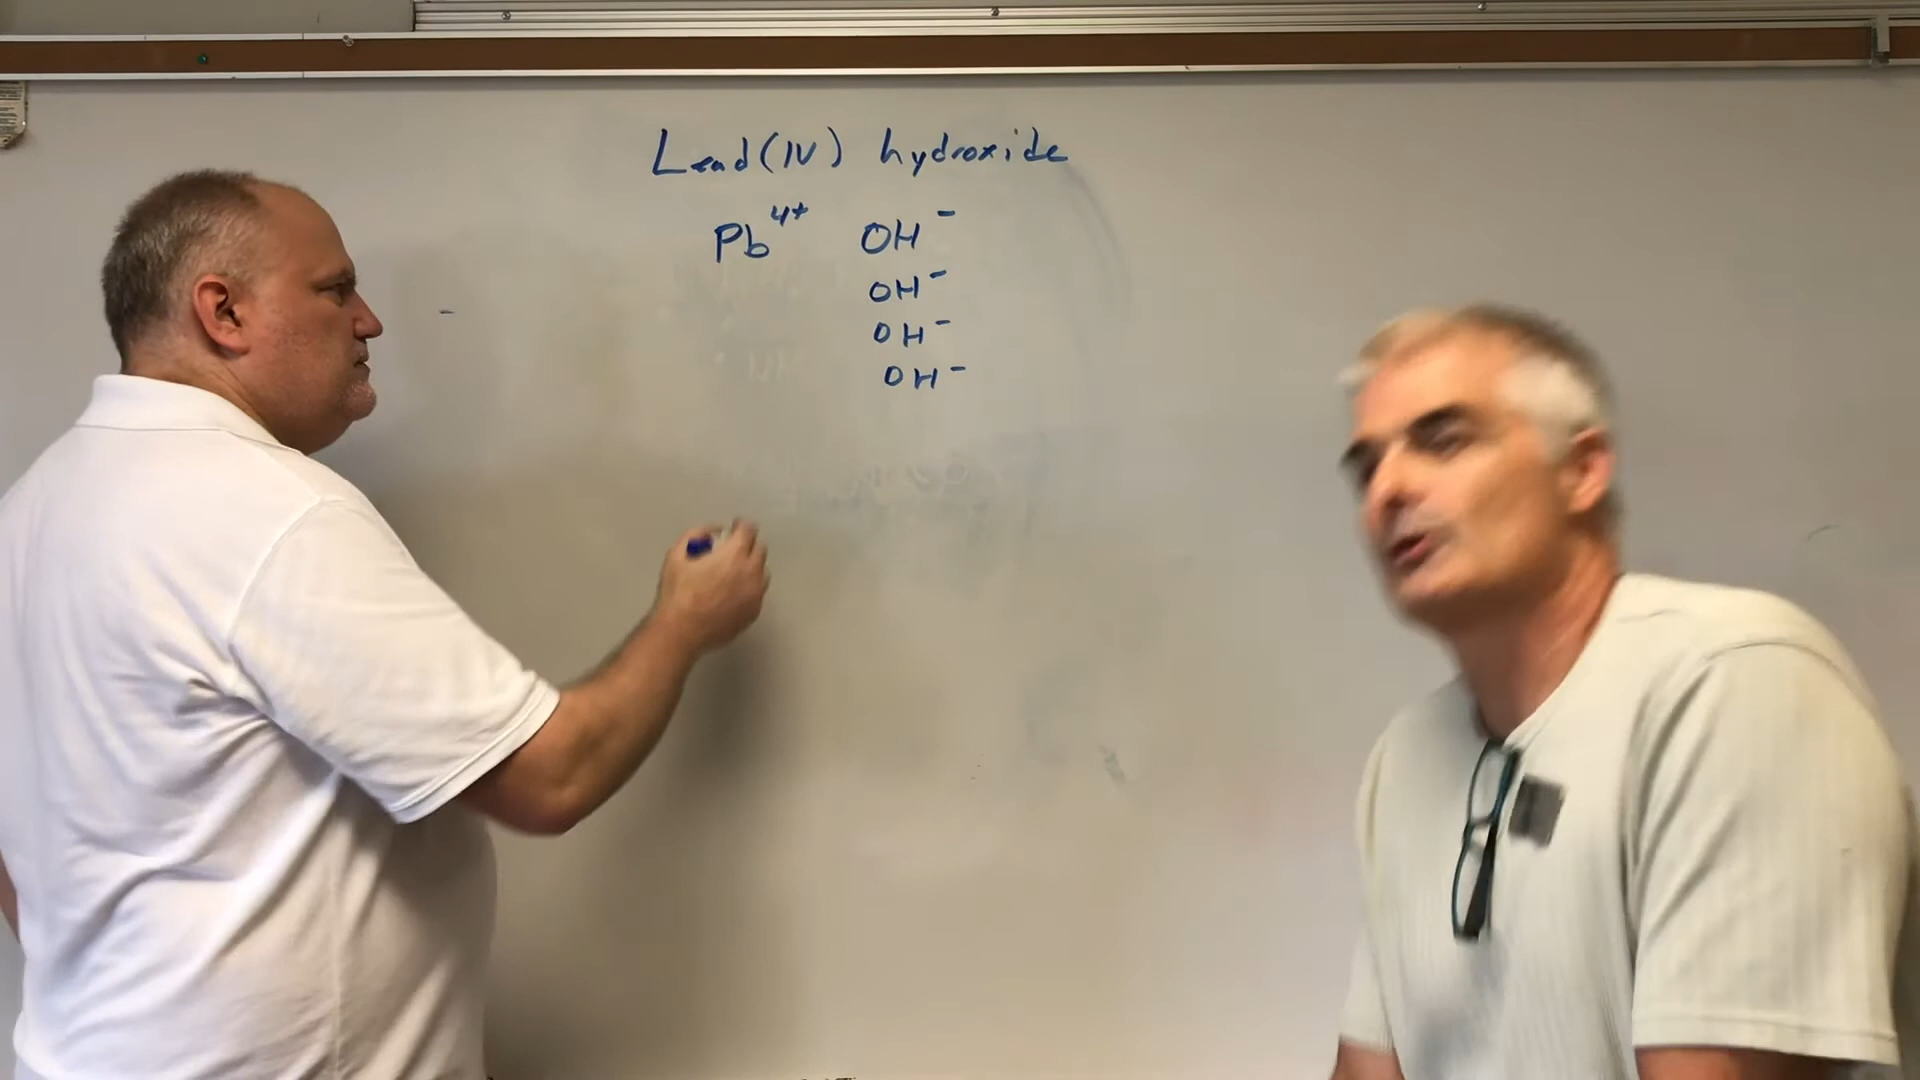 Lead(IV) hydroxide
Pb⁴⁺ OH⁻
OH⁻
OH⁻
OH⁻